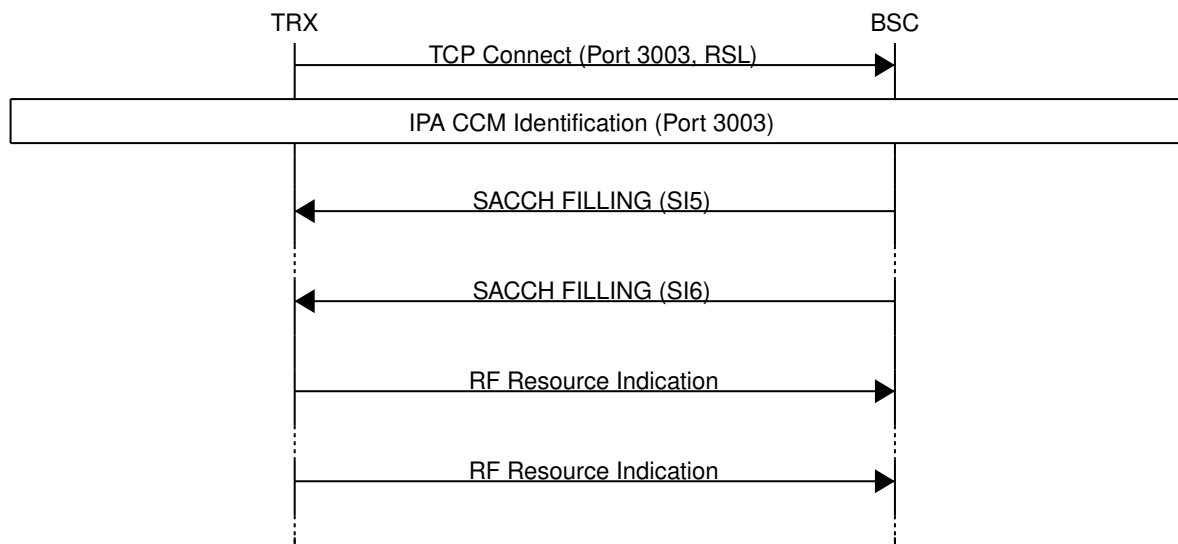 TRX BSC
TCP Connect (Port 3003, RSL)
IPA CCM Identification (Port 3003)
SACCH FILLING (SI5)
SACCH FILLING (SI6)
RF Resource Indication
RF Resource Indication